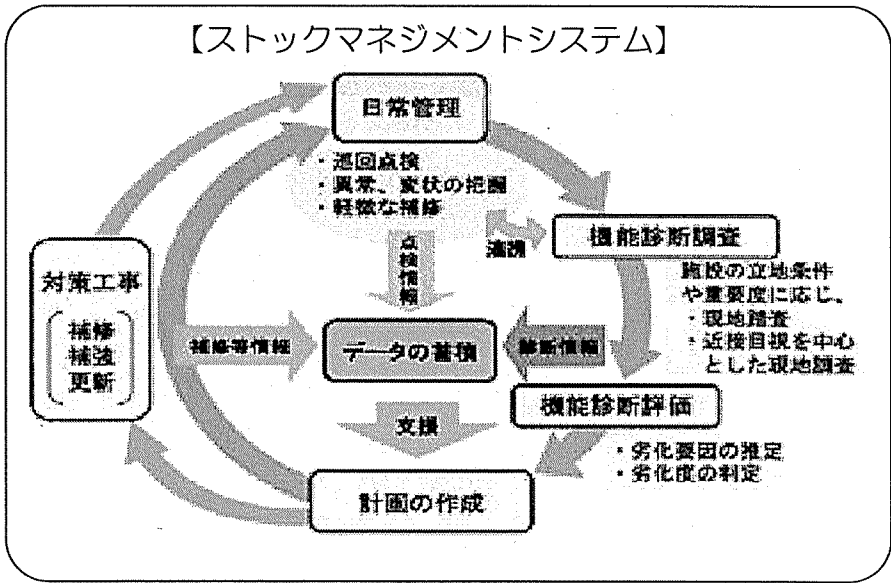 【ストックマネジメントシステム】
日常管理
・巡回点検
・異常、変状の把握
・軽微な補修
点検情報
連携
機能診断調査
施設の立地条件
や重要度に応じ、
・現地踏査
・近接目視を中心
とした現地調査
対策工事
補修
補強
更新
補修等情報
データの蓄積
診断情報
機能診断評価
・劣化要因の推定
・劣化度の判定
支援
計画の作成